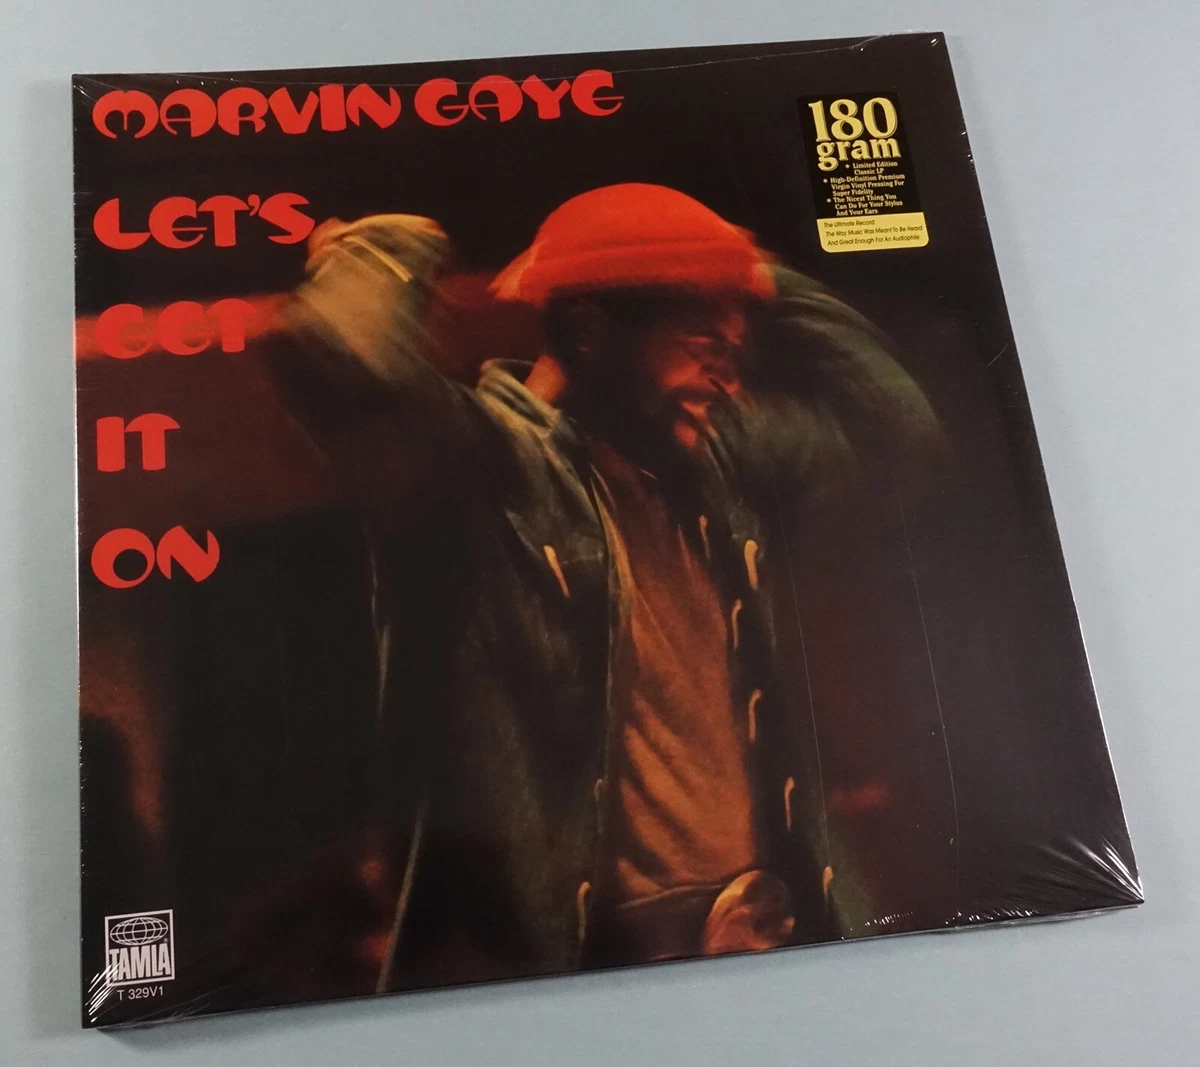 MARVIN GAYE
LET'S
GET
IT
ON
180
gram
• Limited Edition
Classic LP
• High-Definition Premium
Virgin Vinyl Pressing For
Super Fidelity
• The Nicest Thing You
Can Do For Your Stylus
And Your Ears
The Ultimate Record:
The Way Music Was Meant To Be Heard
And Great Enough For An Audiophile
TAMLA
T 329V1